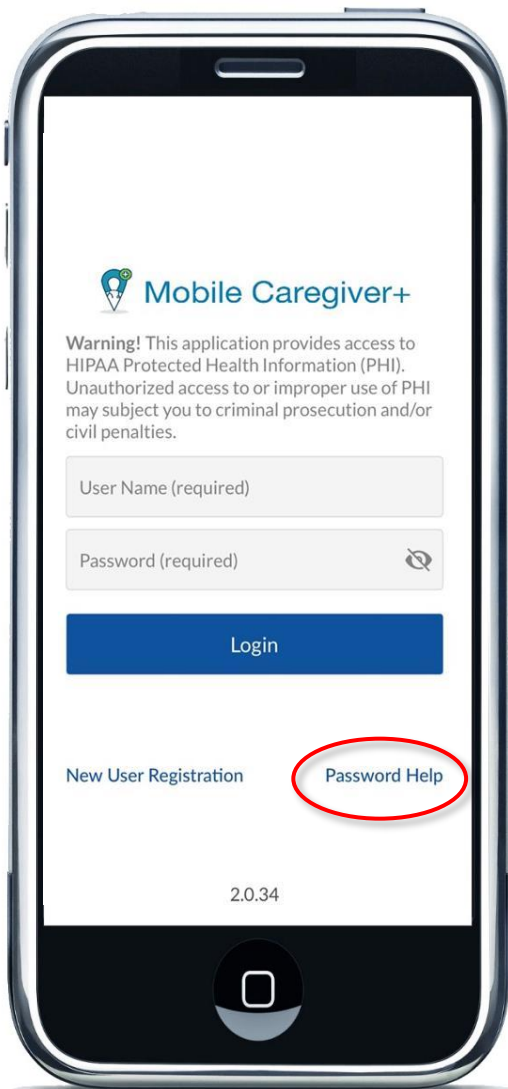 Mobile Caregiver+
Warning! This application provides access to
HIPAA Protected Health Information (PHI).
Unauthorized access to or improper use of PHI
may subject you to criminal prosecution and/or
civil penalties.
User Name (required)
Password (required)
Login
New User Registration Password Help
2.0.34